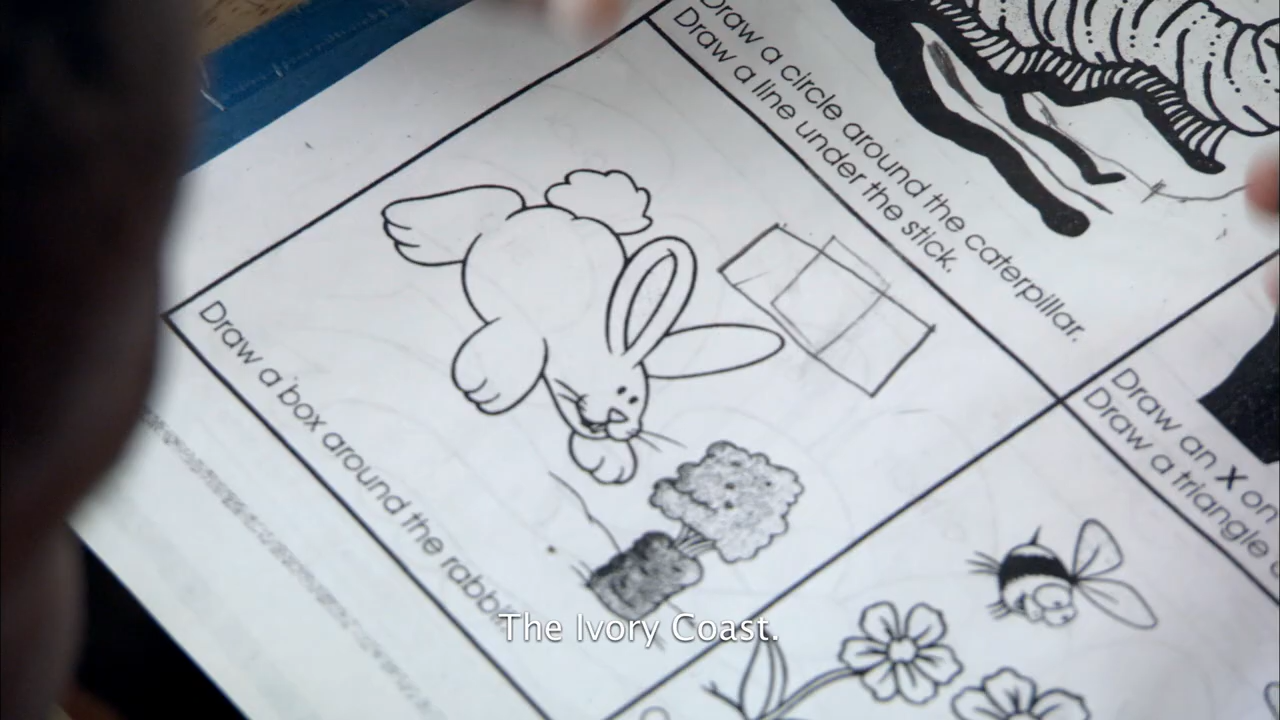 Draw a circle around the caterpillar.
Draw a line under the stick.
Draw a box around the
Draw an X on
Draw a triangle
The Ivory Coast.